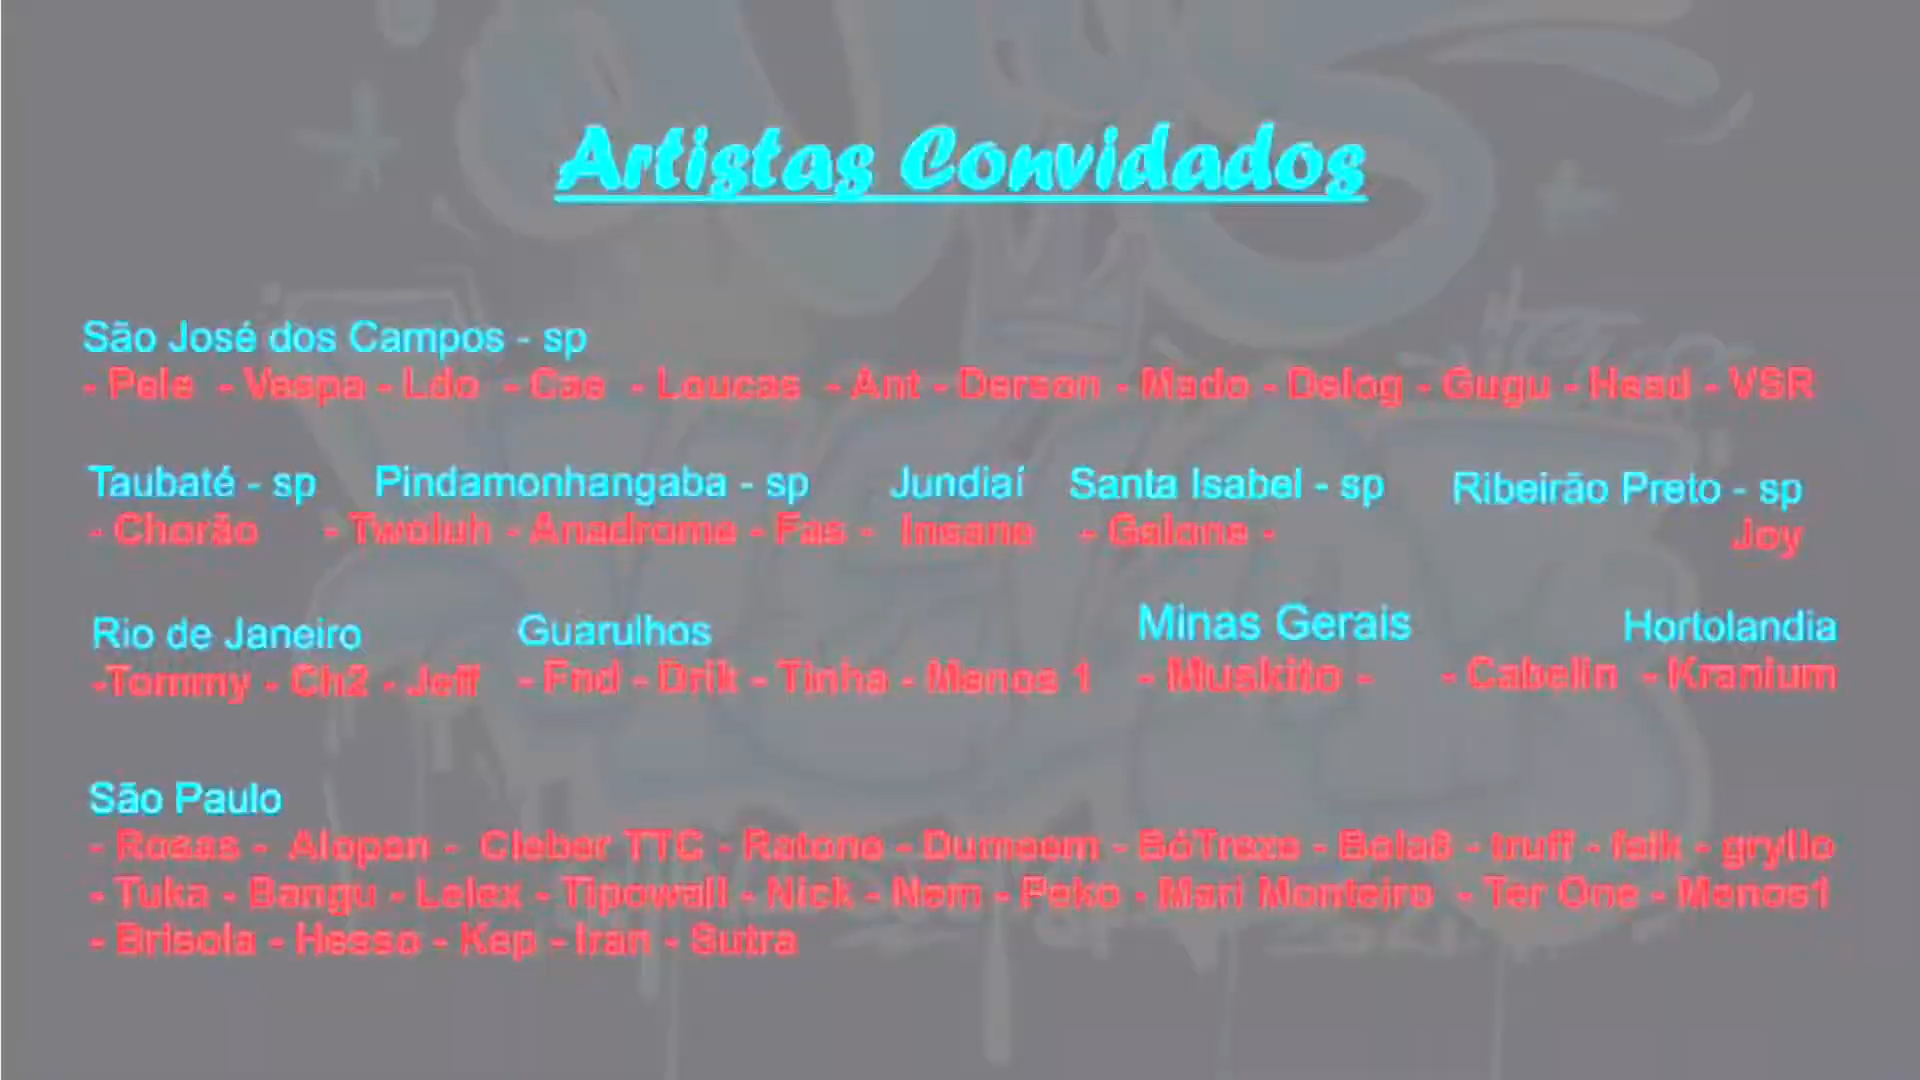 Artistas Convidados
São José dos Campos - sp
- Pele - Vespa - Ldo - Cae - Loucas - Ant - Derson - Mado - Delog - Gugu - Head - VSR
Taubaté - sp Pindamonhangaba - sp Jundiaí Santa Isabel - sp Ribeirão Preto - sp
- Chorão - Twoluh - Anadrome - Fas - Insane - Galone - Joy
Rio de Janeiro Guarulhos Minas Gerais Hortolandia
-Tommy - Ch2 - Jeff - Fnd - Drik - Tinha - Menos 1 - Muskito - - Cabelin - Kranium
São Paulo
- Rosas - Alopen - Cleber TTC - Ratone - Dumeem - BóTreze - Bola8 - truff - felk - gryllo
- Tuka - Bangu - Lelex - Tipowall - Nick - Nem - Peko - Mari Monteiro - Ter One - Menos1
- Brisola - Hesso - Kep - Iran - Sutra